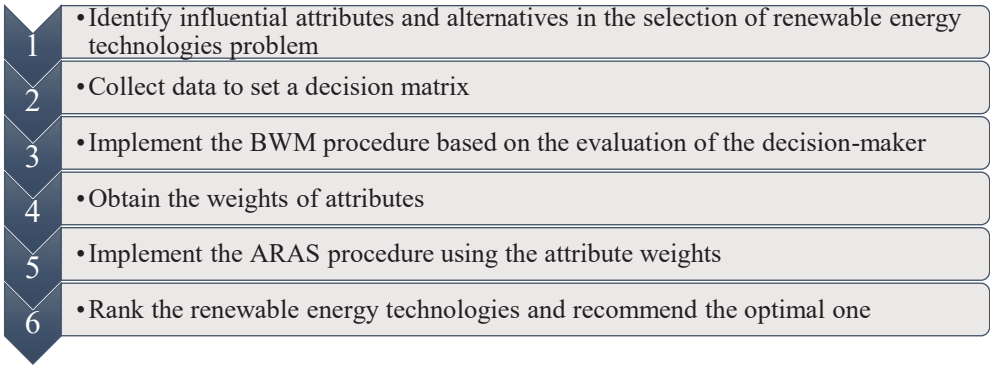 1
•Identify influential attributes and alternatives in the selection of renewable energy
technologies problem
2
•Collect data to set a decision matrix
3
•Implement the BWM procedure based on the evaluation of the decision-maker
4
•Obtain the weights of attributes
5
•Implement the ARAS procedure using the attribute weights
6
•Rank the renewable energy technologies and recommend the optimal one